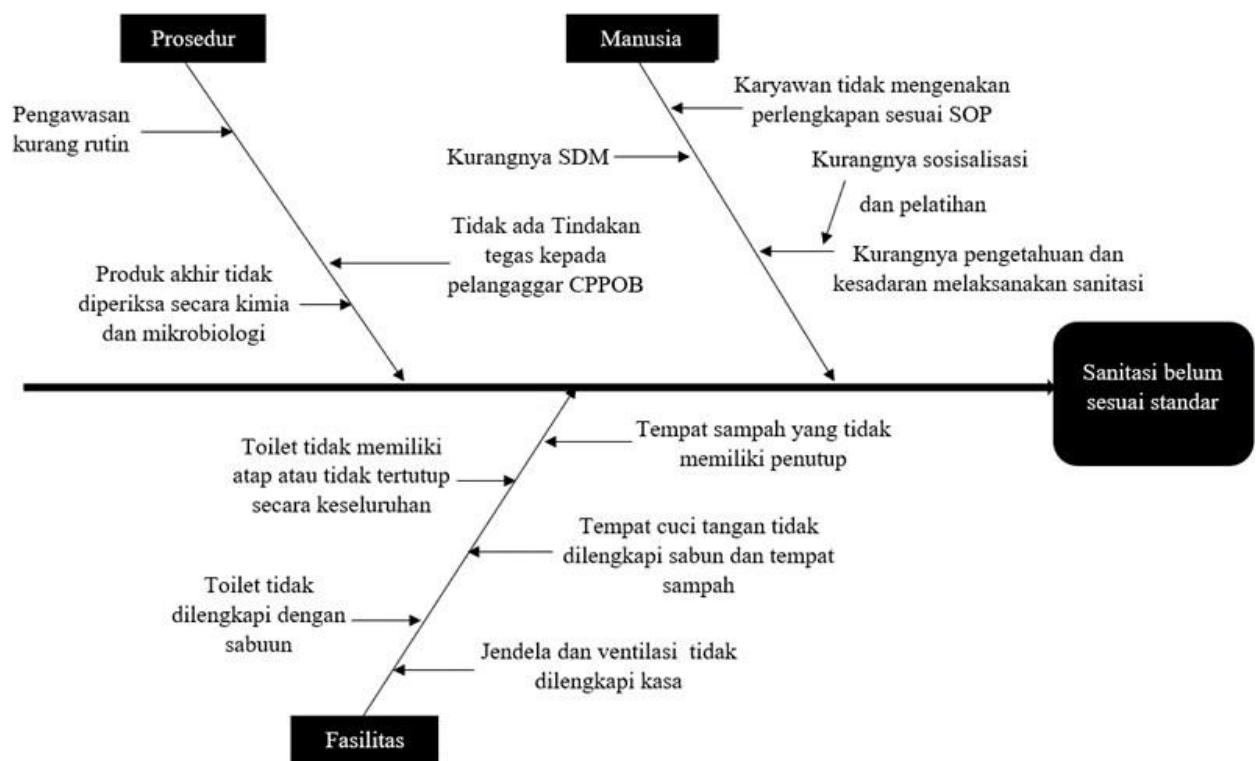 Prosedur
Manusia
Pengawasan
kurang rutin
Tidak ada Tindakan
tegas kepada
pelangaggar CPPOB
Produk akhir tidak
diperiksa secara kimia
dan mikrobiologi
Karyawan tidak mengenakan
perlengkapan sesuai SOP
Kurangnya SDM
Kurangnya sosisalisasi
dan pelatihan
Kurangnya pengetahuan dan
kesadaran melaksanakan sanitasi
Sanitasi belum
sesuai standar
Toilet tidak memiliki
atap atau tidak tertutup
secara keseluruhan
Tempat sampah yang tidak
memiliki penutup
Tempat cuci tangan tidak
dilengkapi sabun dan tempat
sampah
Toilet tidak
dilengkapi dengan
sabuun
Jendela dan ventilasi tidak
dilengkapi kasa
Fasilitas